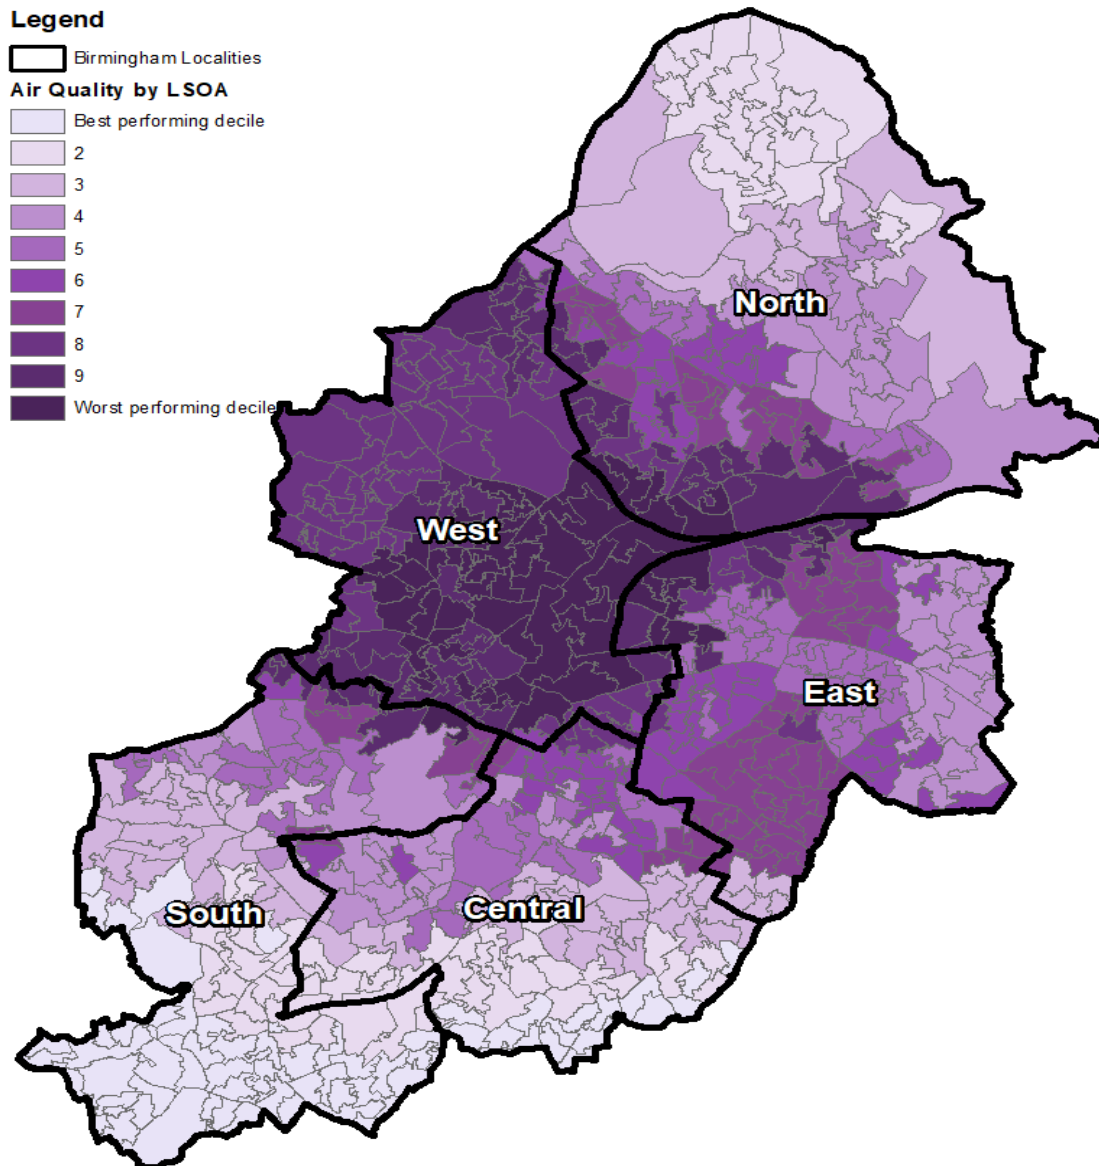 Legend
Birmingham Localities
Air Quality by LSOA
Best performing decile
2
3
4
5
6
7
8
9
Worst performing decile
North
West
East
South
Central